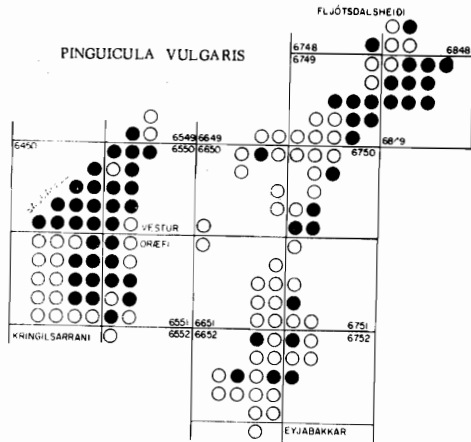 FLJÓTSDALSHEIÐI
PINGUICULA VULGARIS
6748 6848
6749
6549 6649
6450 6550 6650 6750 6849
VESTUR
ÖRÆFI
6551 6651 6751
KRINGILSÁRRANI 6552 6652 6752
EYJABAKKAR